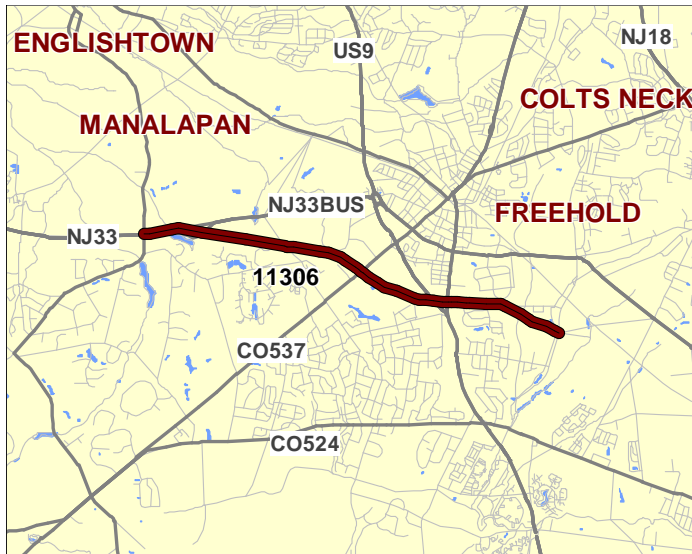 NJ18
ENGLISHTOWN
US9
COLTS NECK
MANALAPAN
NJ33BUS
FREEHOLD
NJ33
11306
CO537
CO524